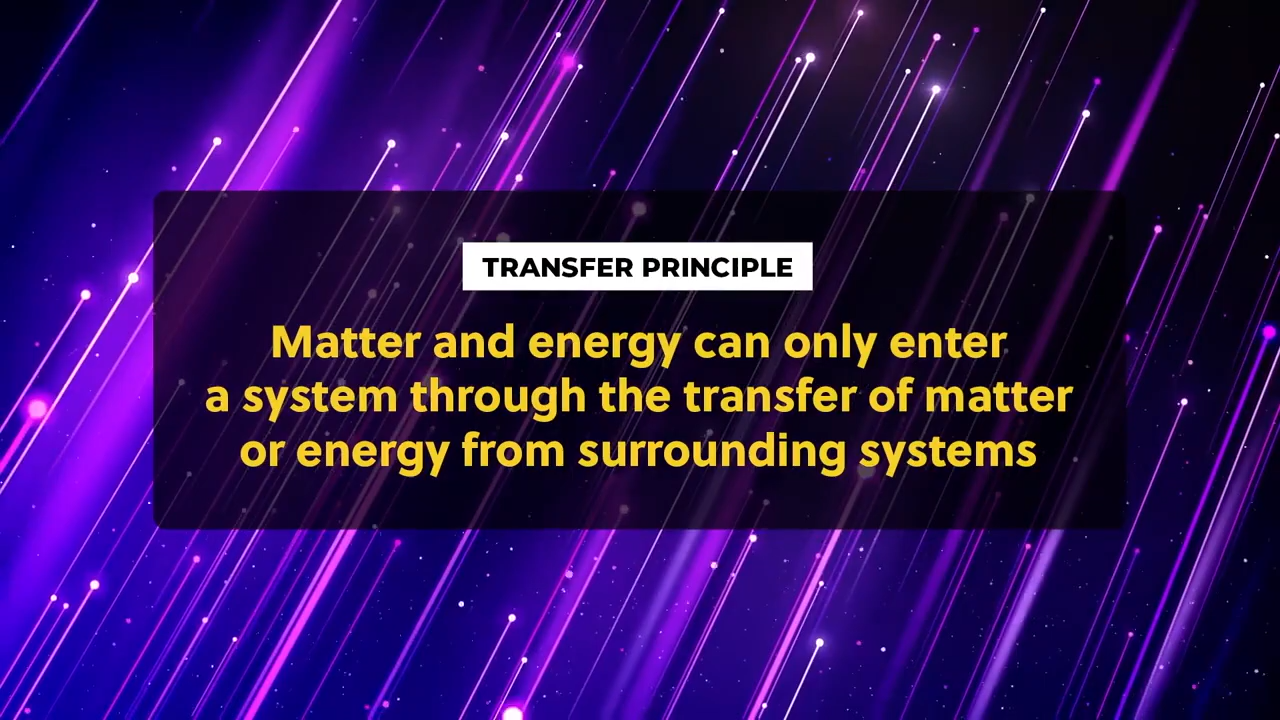 TRANSFER PRINCIPLE
Matter and energy can only enter
a system through the transfer of matter
or energy from surrounding systems